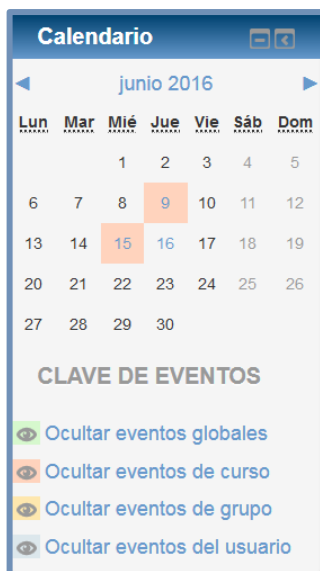 Calendario
junio 2016
Lun Mar Mié Jue Vie Sáb Dom
1 2 3 4 5
6 7 8 9 10 11 12
13 14 15 16 17 18 19
20 21 22 23 24 25 26
27 28 29 30
CLAVE DE EVENTOS
Ocultar eventos globales
Ocultar eventos de curso
Ocultar eventos de grupo
Ocultar eventos del usuario